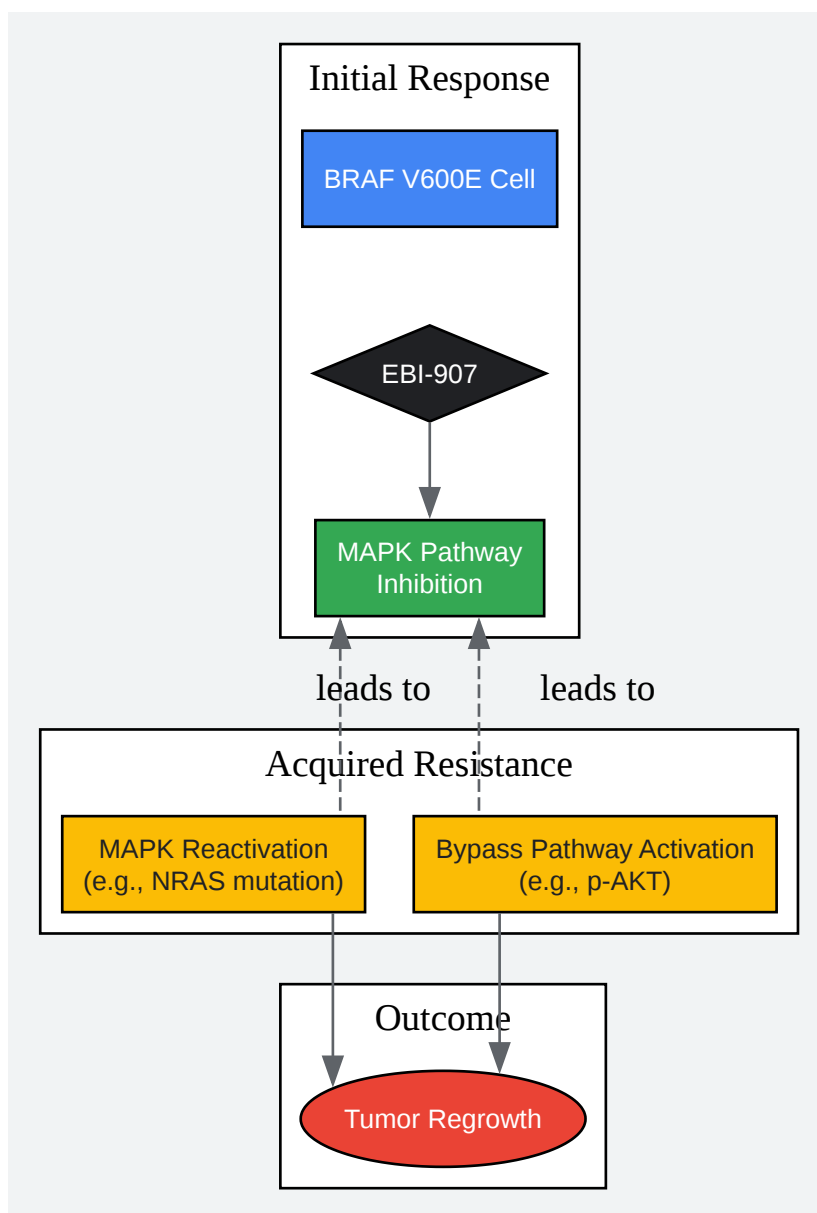 Initial Response
BRAF V600E Cell
EBI-907
MAPK Pathway
Inhibition
leads to
leads to
Acquired Resistance
MAPK Reactivation
(e.g., NRAS mutation)
Bypass Pathway Activation
(e.g., p-AKT)
Outcome
Tumor Regrowth